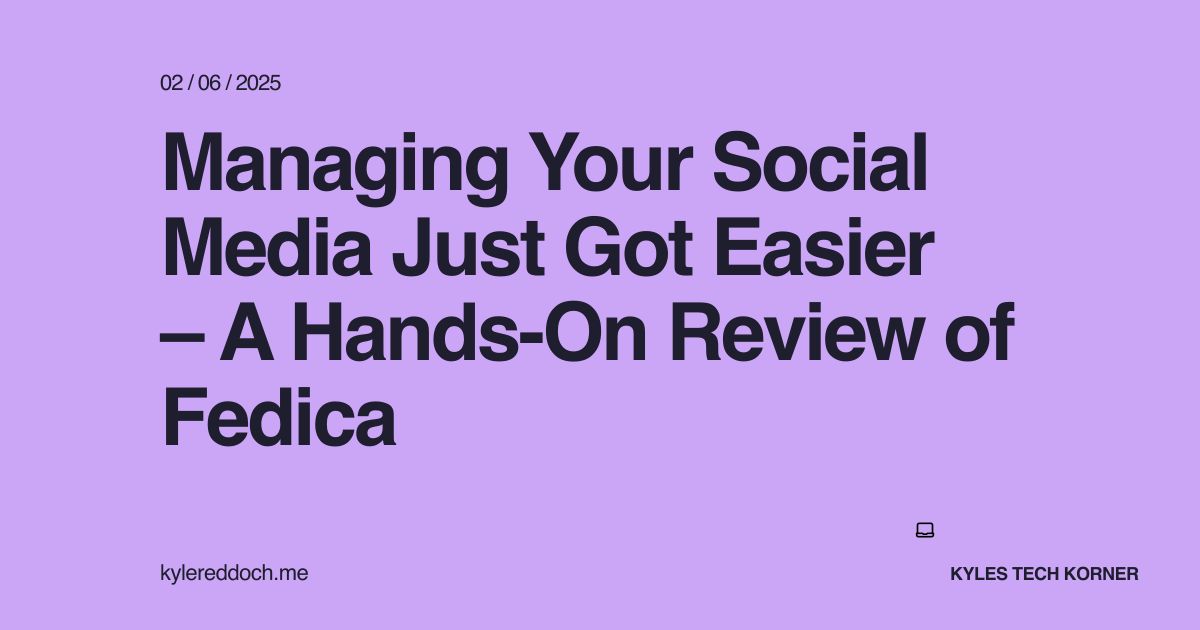 02 / 06 / 2025
Managing Your Social
Media Just Got Easier
– A Hands-On Review of
Fedica
kylereddoch.me
KYLES TECH KORNER